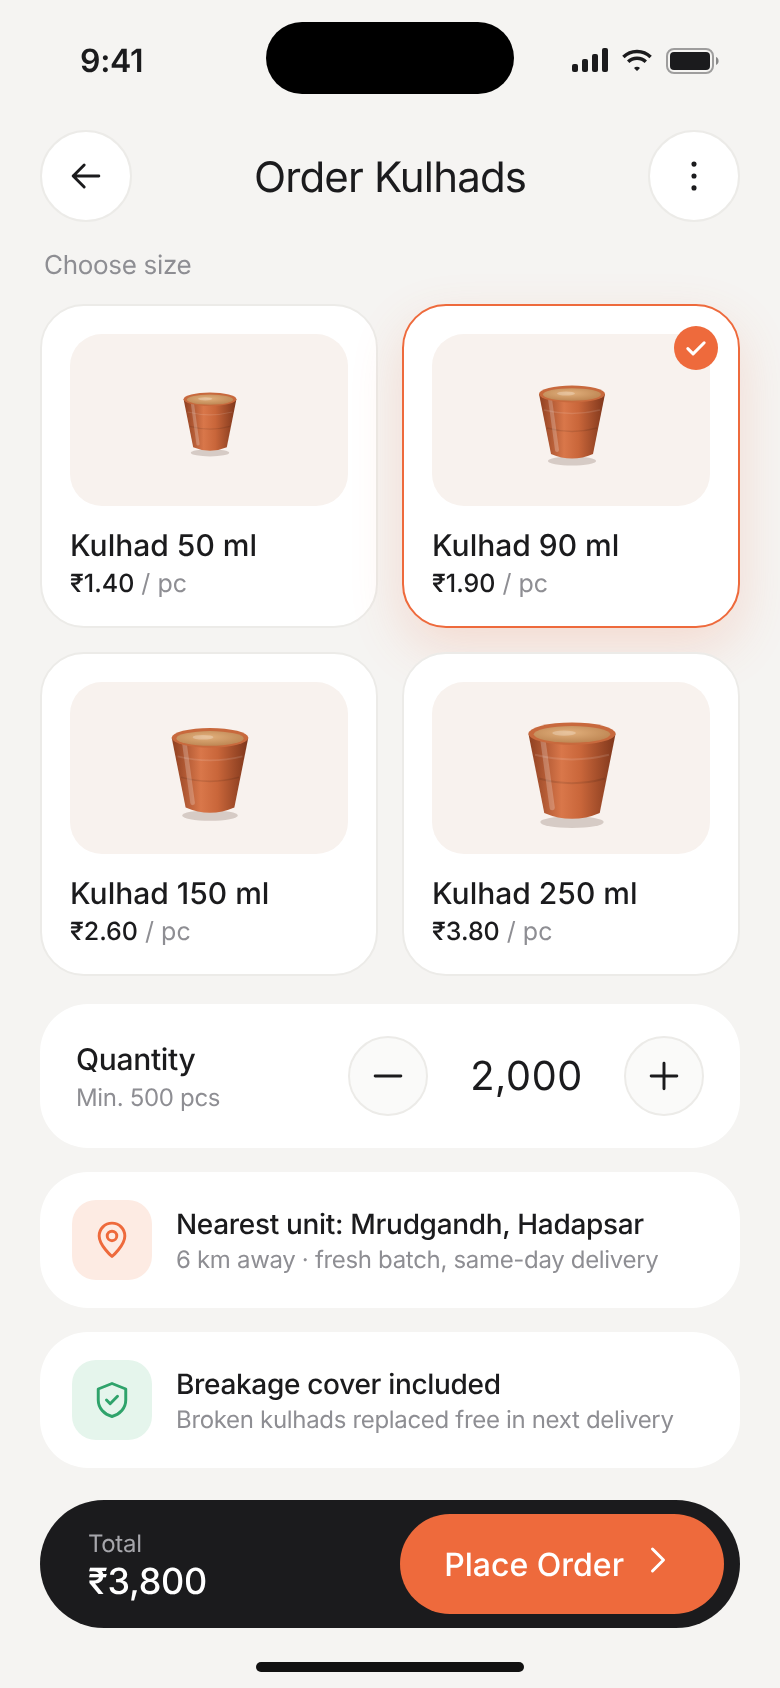 9:41
Order Kulhads
Choose size
Kulhad 50 ml
₹1.40 / pc
Kulhad 90 ml
₹1.90 / pc
Kulhad 150 ml
₹2.60 / pc
Kulhad 250 ml
₹3.80 / pc
Quantity
Min. 500 pcs
2,000
Nearest unit: Mrudgandh, Hadapsar
6 km away · fresh batch, same-day delivery
Breakage cover included
Broken kulhads replaced free in next delivery
Total
₹3,800
Place Order